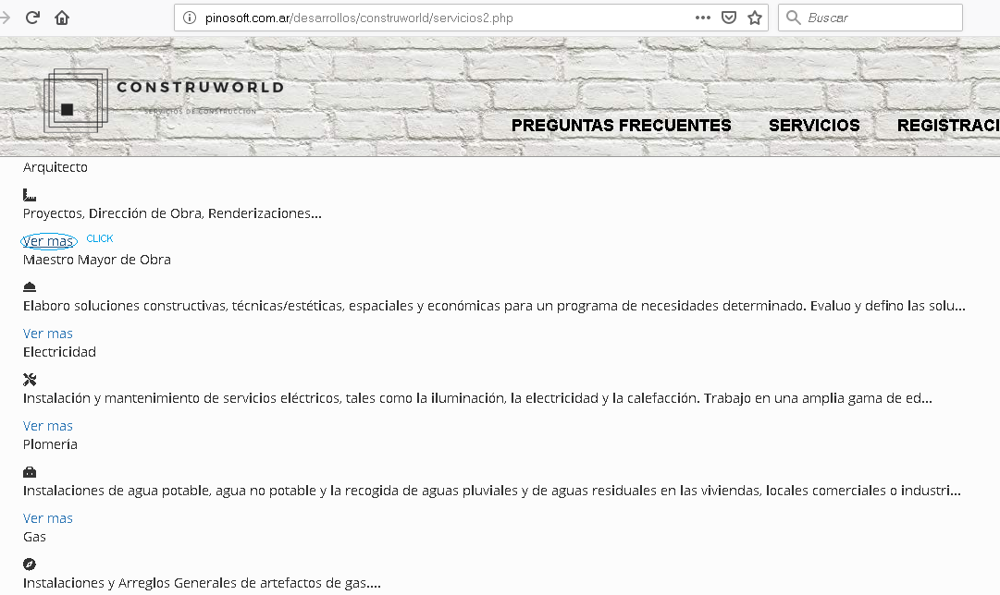 pinosoft.com.ar/desarrollos/construworld/servicios2.php
Buscar
CONSTRUWORLD
SERVICIOS DE CONSTRUCCIÓN
PREGUNTAS FRECUENTES SERVICIOS REGISTRACI
Arquitecto
Proyectos, Dirección de Obra, Renderizaciones...
Ver mas CLICK
Maestro Mayor de Obra
Elaboro soluciones constructivas, técnicas/estéticas, espaciales y económicas para un programa de necesidades determinado. Evaluo y defino las solu...
Ver mas
Electricidad
Instalación y mantenimiento de servicios eléctricos, tales como la iluminación, la electricidad y la calefacción. Trabajo en una amplia gama de ed...
Ver mas
Plomería
Instalaciones de agua potable, agua no potable y la recogida de aguas pluviales y de aguas residuales en las viviendas, locales comerciales o industri...
Ver mas
Gas
Instalaciones y Arreglos Generales de artefactos de gas....